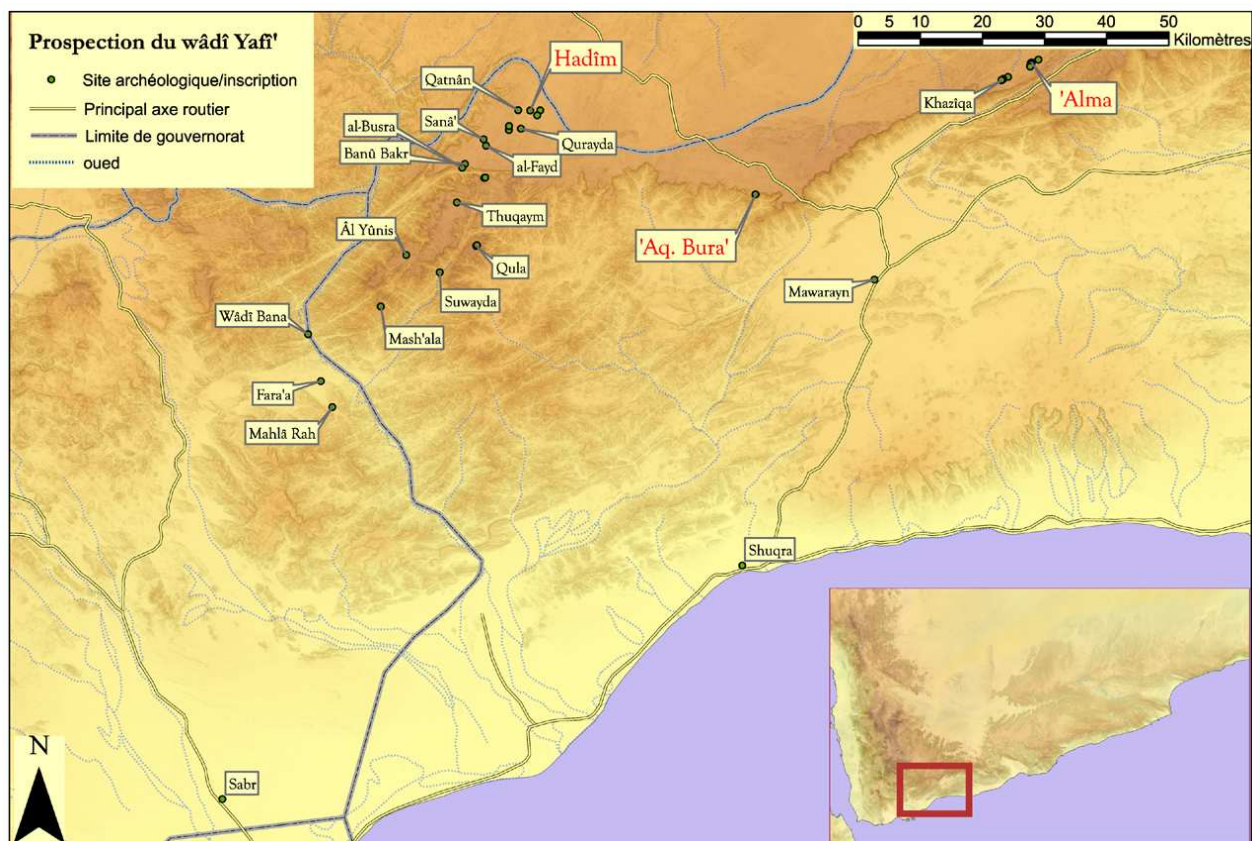 Prospection du wâdî Yafi'
Site archéologique/inscription
Principal axe routier
Limite de gouvernorat
oued
0 5 10 20 30 40 50
Kilomètres
Hadîm
Qatnân
'Alma
Khazîqa
Sanâ'
al-Busra
Qurayda
Banû Bakr
al-Fayd
Thuqaym
Âl Yûnis
'Aq. Bura'
Qula
Suwayda
Mawarayn
Wâdî Bana
Mash'ala
Fara'a
Mahlâ Rah
Shuqra
N
Sabr